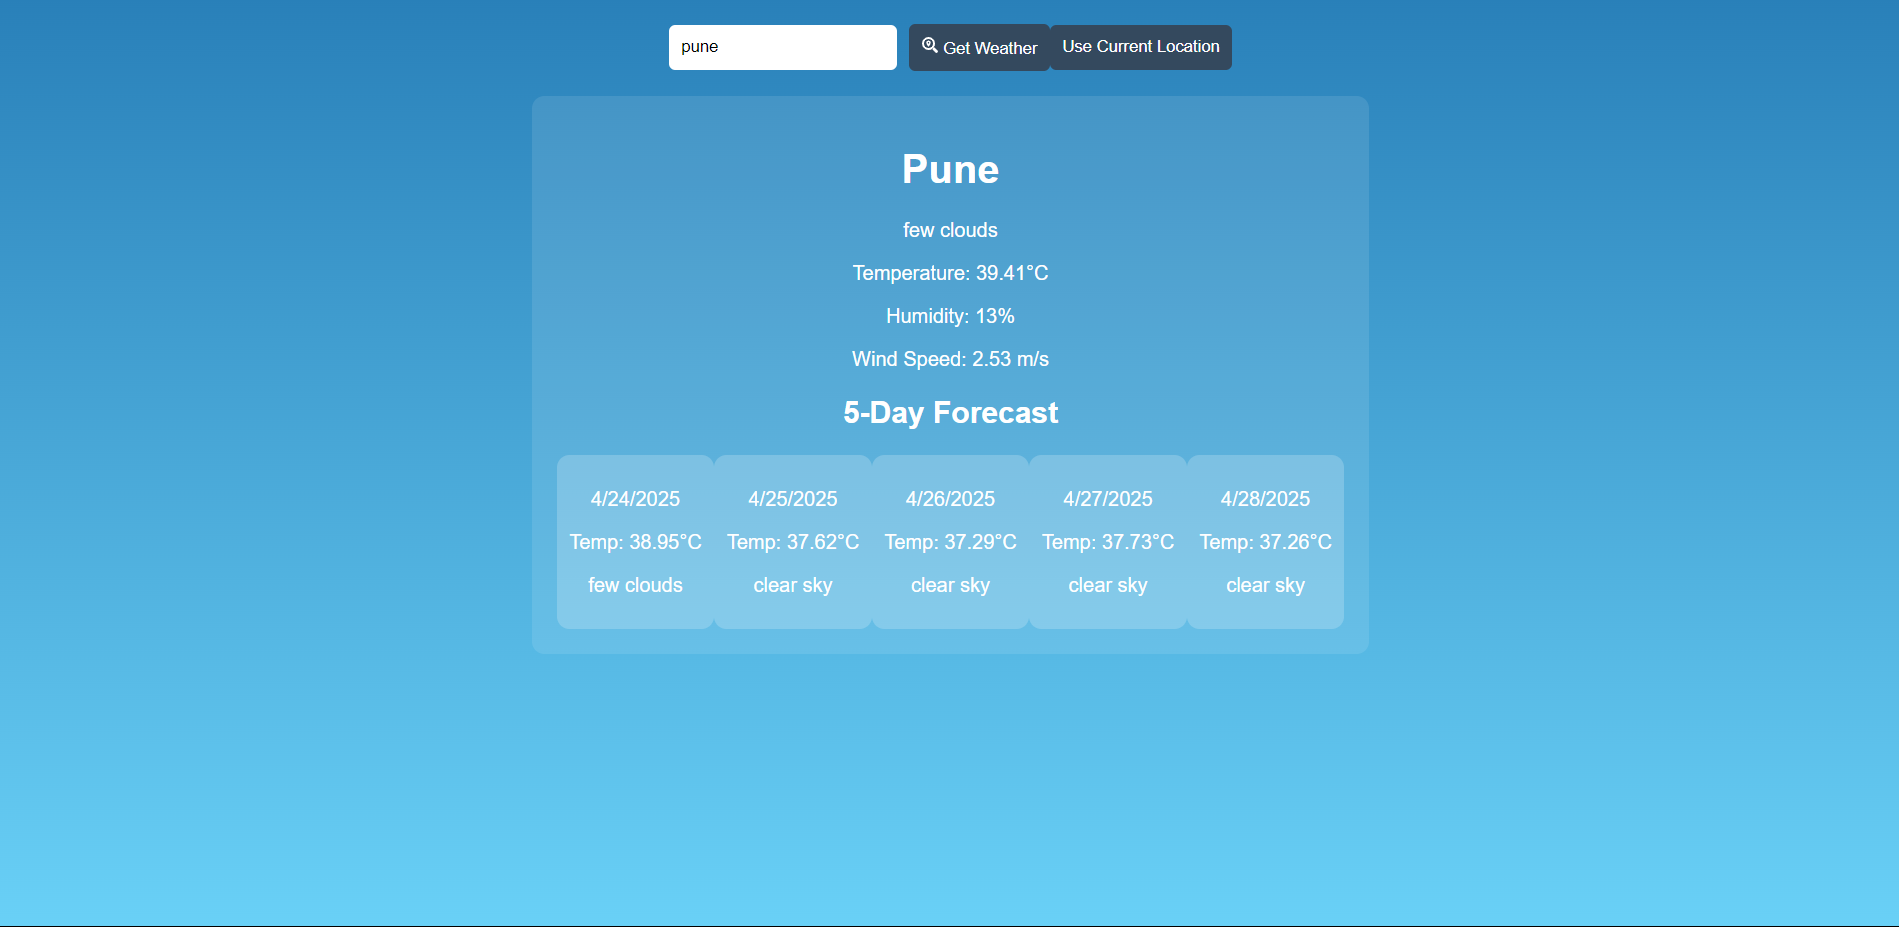 pune
Get Weather
Use Current Location
Pune
few clouds
Temperature: 39.41°C
Humidity: 13%
Wind Speed: 2.53 m/s
5-Day Forecast
4/24/2025
Temp: 38.95°C
few clouds
4/25/2025
Temp: 37.62°C
clear sky
4/26/2025
Temp: 37.29°C
clear sky
4/27/2025
Temp: 37.73°C
clear sky
4/28/2025
Temp: 37.26°C
clear sky